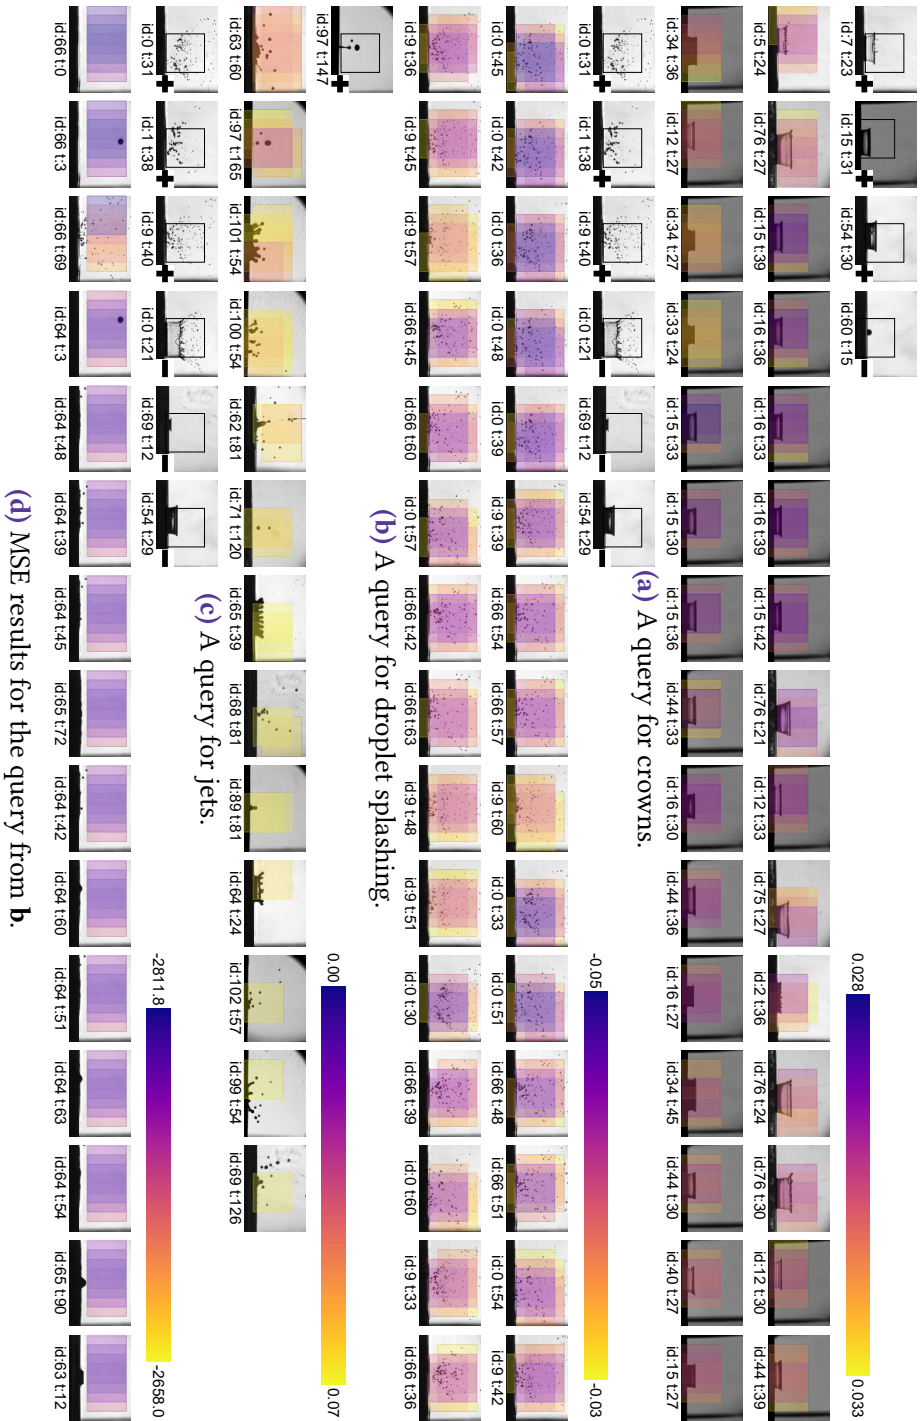 id:7 t:23 id:15 t:31 id:54 t:30 id:60 t:15
0.028 0.033
id:5 t:24 id:76 t:27 id:15 t:39 id:16 t:36 id:16 t:33 id:16 t:39 id:15 t:42 id:76 t:21 id:12 t:33 id:75 t:27 id:2 t:36 id:76 t:24 id:76 t:30 id:12 t:30 id:44 t:39
id:34 t:36 id:12 t:27 id:34 t:27 id:33 t:24 id:15 t:33 id:15 t:30 id:15 t:36 id:44 t:33 id:16 t:30 id:44 t:36 id:16 t:27 id:34 t:45 id:44 t:30 id:40 t:27 id:15 t:27
(a) A query for crowns.
id:0 t:31 id:1 t:38 id:9 t:40 id:0 t:21 id:69 t:12 id:54 t:29
-0.05 -0.03
id:0 t:45 id:0 t:42 id:0 t:36 id:0 t:48 id:0 t:39 id:9 t:39 id:66 t:54 id:66 t:57 id:9 t:60 id:0 t:33 id:0 t:51 id:66 t:48 id:66 t:51 id:0 t:54 id:9 t:42
id:9 t:36 id:9 t:45 id:9 t:57 id:66 t:45 id:66 t:60 id:0 t:57 id:66 t:42 id:66 t:63 id:9 t:48 id:9 t:51 id:0 t:30 id:66 t:39 id:0 t:60 id:9 t:33 id:66 t:36
(b) A query for droplet splashing.
id:97 t:147
0.00 0.07
id:63 t:60 id:97 t:165 id:101 t:54 id:100 t:54 id:62 t:81 id:71 t:120 id:65 t:39 id:68 t:81 id:89 t:81 id:64 t:24 id:102 t:57 id:99 t:54 id:69 t:126
(c) A query for jets.
id:0 t:31 id:1 t:38 id:9 t:40 id:0 t:21 id:69 t:12 id:54 t:29
-2811.8 -2658.0
id:66 t:0 id:66 t:3 id:66 t:69 id:64 t:3 id:64 t:48 id:64 t:39 id:64 t:45 id:65 t:72 id:64 t:42 id:64 t:60 id:64 t:51 id:64 t:63 id:64 t:54 id:65 t:90 id:63 t:12
(d) MSE results for the query from b.